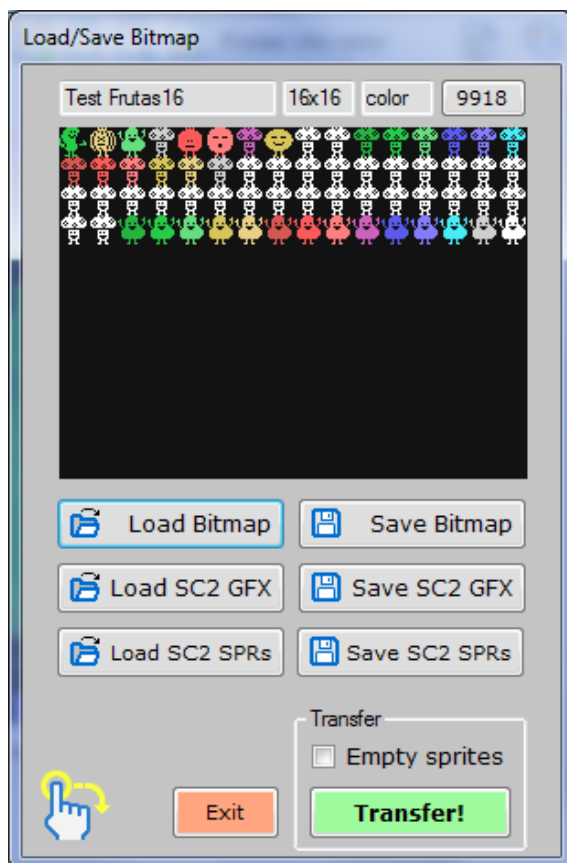 Load/Save Bitmap
Test Frutas16 16x16 color 9918
Load Bitmap Save Bitmap
Load SC2 GFX Save SC2 GFX
Load SC2 SPRs Save SC2 SPRs
Transfer
Empty sprites
Exit Transfer!